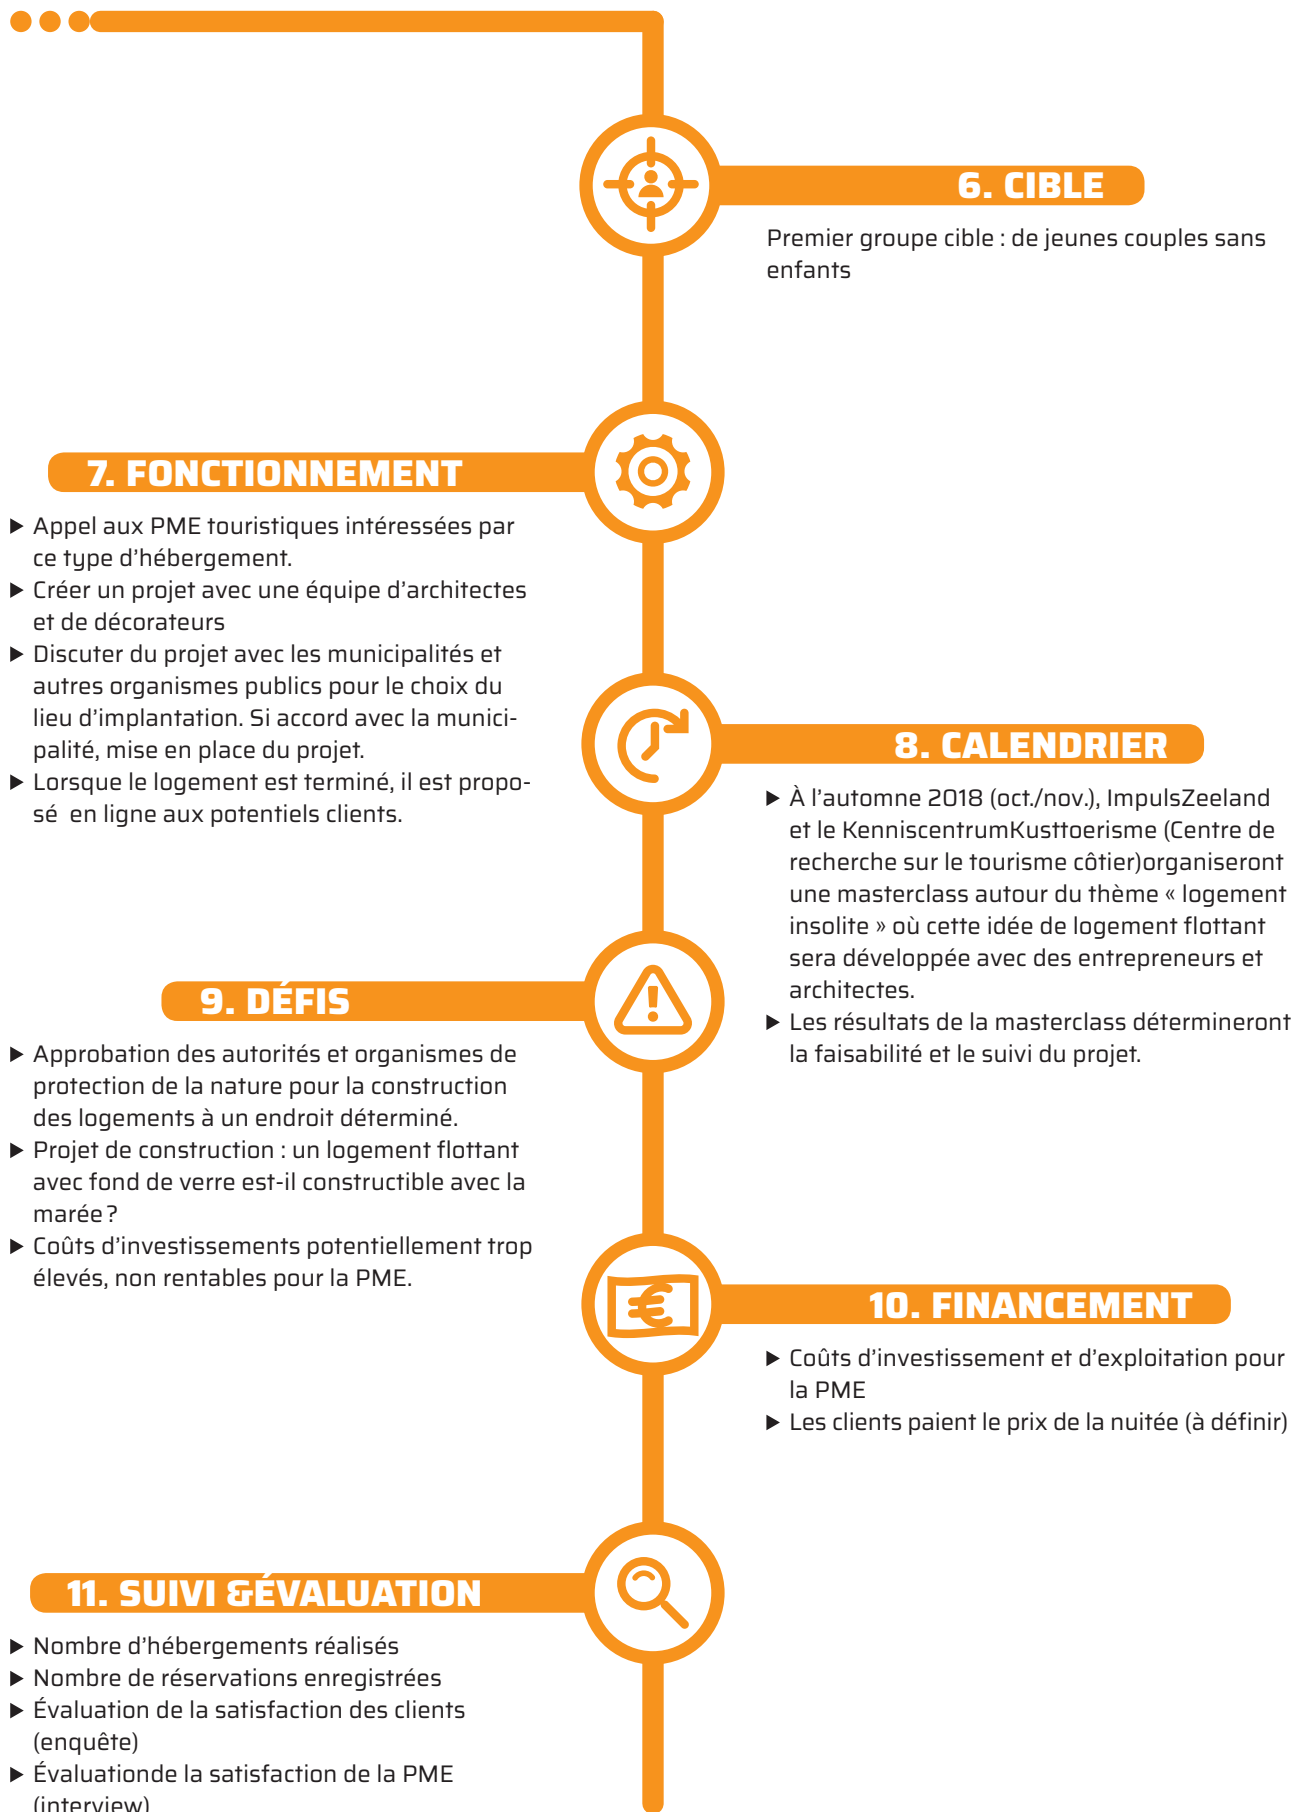 6. CIBLE
Premier groupe cible : de jeunes couples sans
enfants
7. FONCTIONNEMENT
▶ Appel aux PME touristiques intéressées par
ce type d’hébergement.
▶ Créer un projet avec une équipe d’architectes
et de décorateurs
▶ Discuter du projet avec les municipalités et
autres organismes publics pour le choix du
lieu d’implantation. Si accord avec la munici-
palité, mise en place du projet.
▶ Lorsque le logement est terminé, il est propo-
sé  en ligne aux potentiels clients.
8. CALENDRIER
▶ À l’automne 2018 (oct./nov.), ImpulsZeeland
et le KenniscentrumKusttoerisme (Centre de
recherche sur le tourisme côtier)organiseront
une masterclass autour du thème « logement
insolite » où cette idée de logement flottant
sera développée avec des entrepreneurs et
architectes.
▶ Les résultats de la masterclass détermineront
la faisabilité et le suivi du projet.
9. DÉFIS
▶ Approbation des autorités et organismes de
protection de la nature pour la construction
des logements à un endroit déterminé.
▶ Projet de construction : un logement flottant
avec fond de verre est-il constructible avec la
marée ?
▶ Coûts d’investissements potentiellement trop
élevés, non rentables pour la PME.
10. FINANCEMENT
▶ Coûts d’investissement et d’exploitation pour
la PME
▶ Les clients paient le prix de la nuitée (à définir)
11. SUIVI &ÉVALUATION
▶ Nombre d’hébergements réalisés
▶ Nombre de réservations enregistrées
▶ Évaluation de la satisfaction des clients
(enquête)
▶ Évaluationde la satisfaction de la PME
(interview)